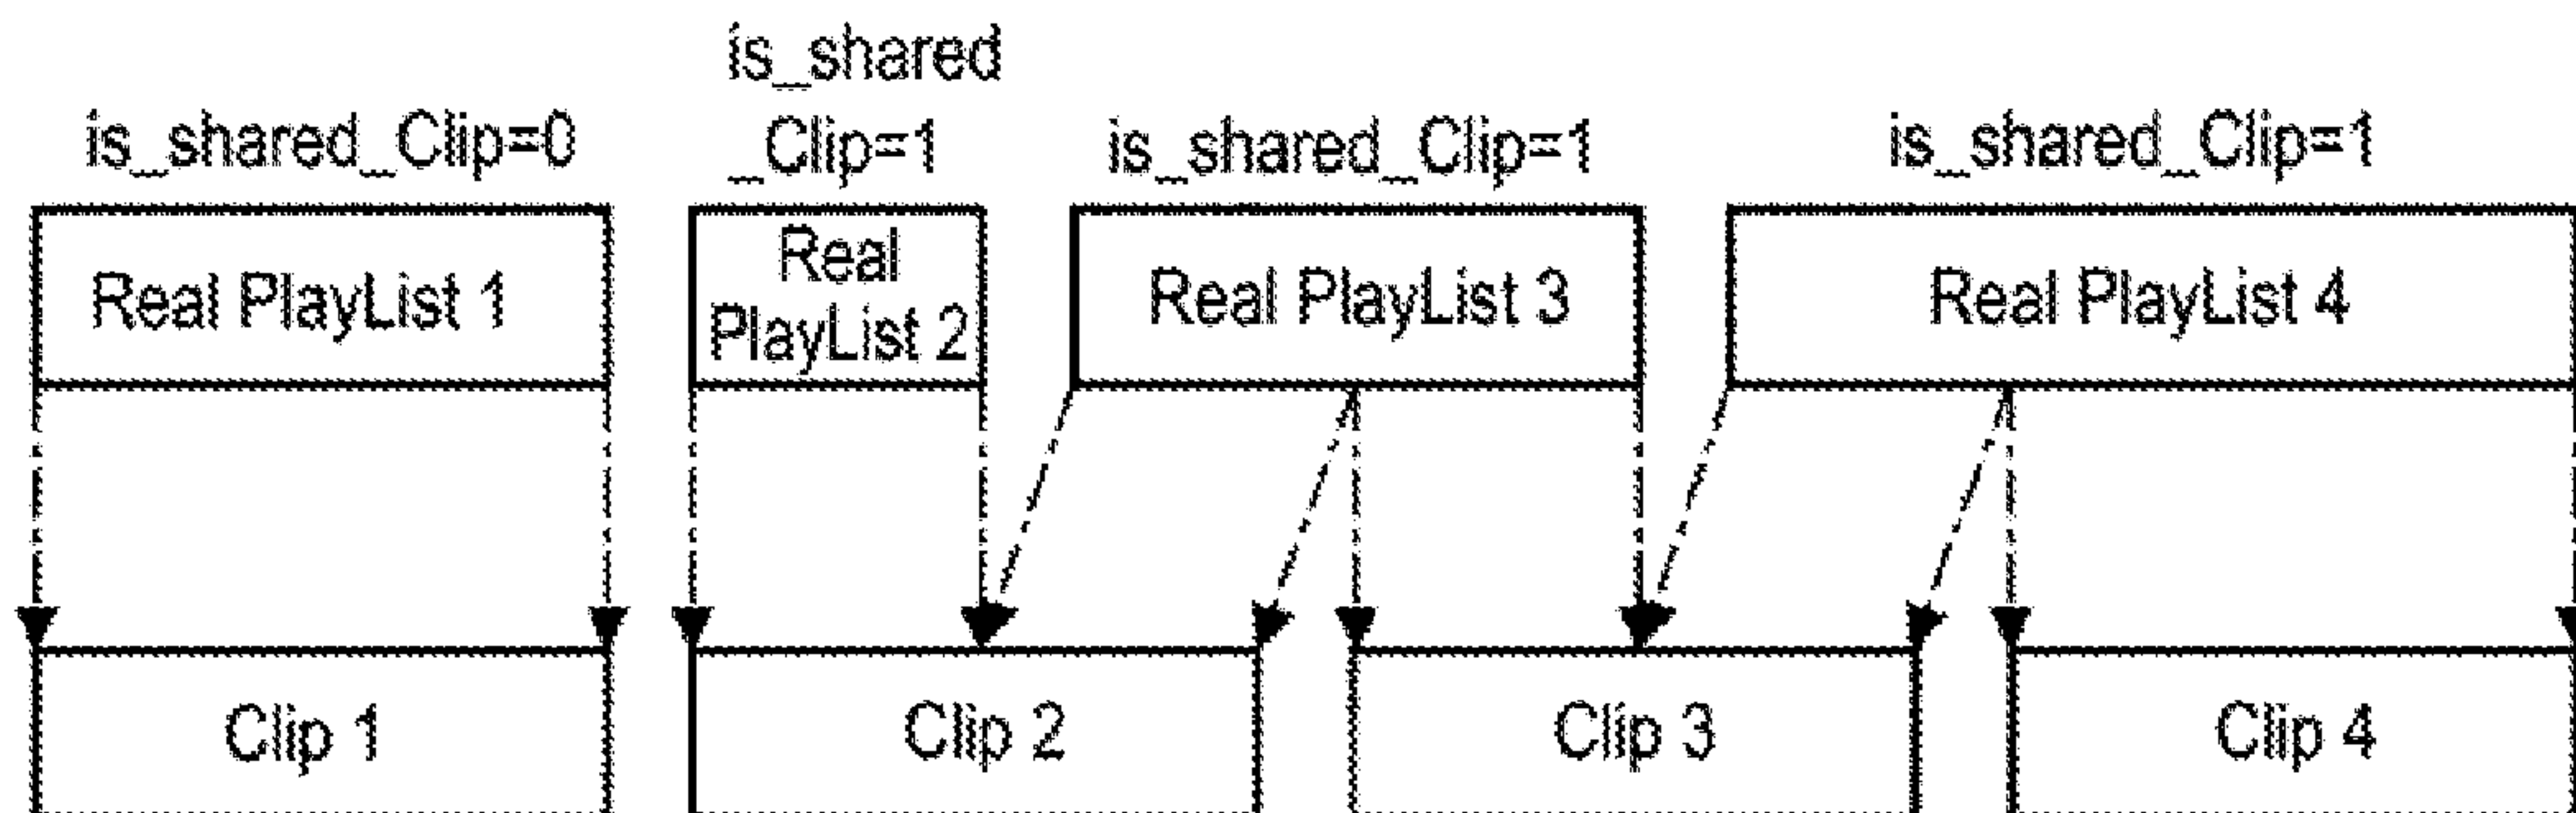 is_shared_Clip=0
is_shared
_Clip=1
is_shared_Clip=1
is_shared_Clip=1
Real PlayList 1
Real
PlayList 2
Real PlayList 3
Real PlayList 4
Clip 1
Clip 2
Clip 3
Clip 4